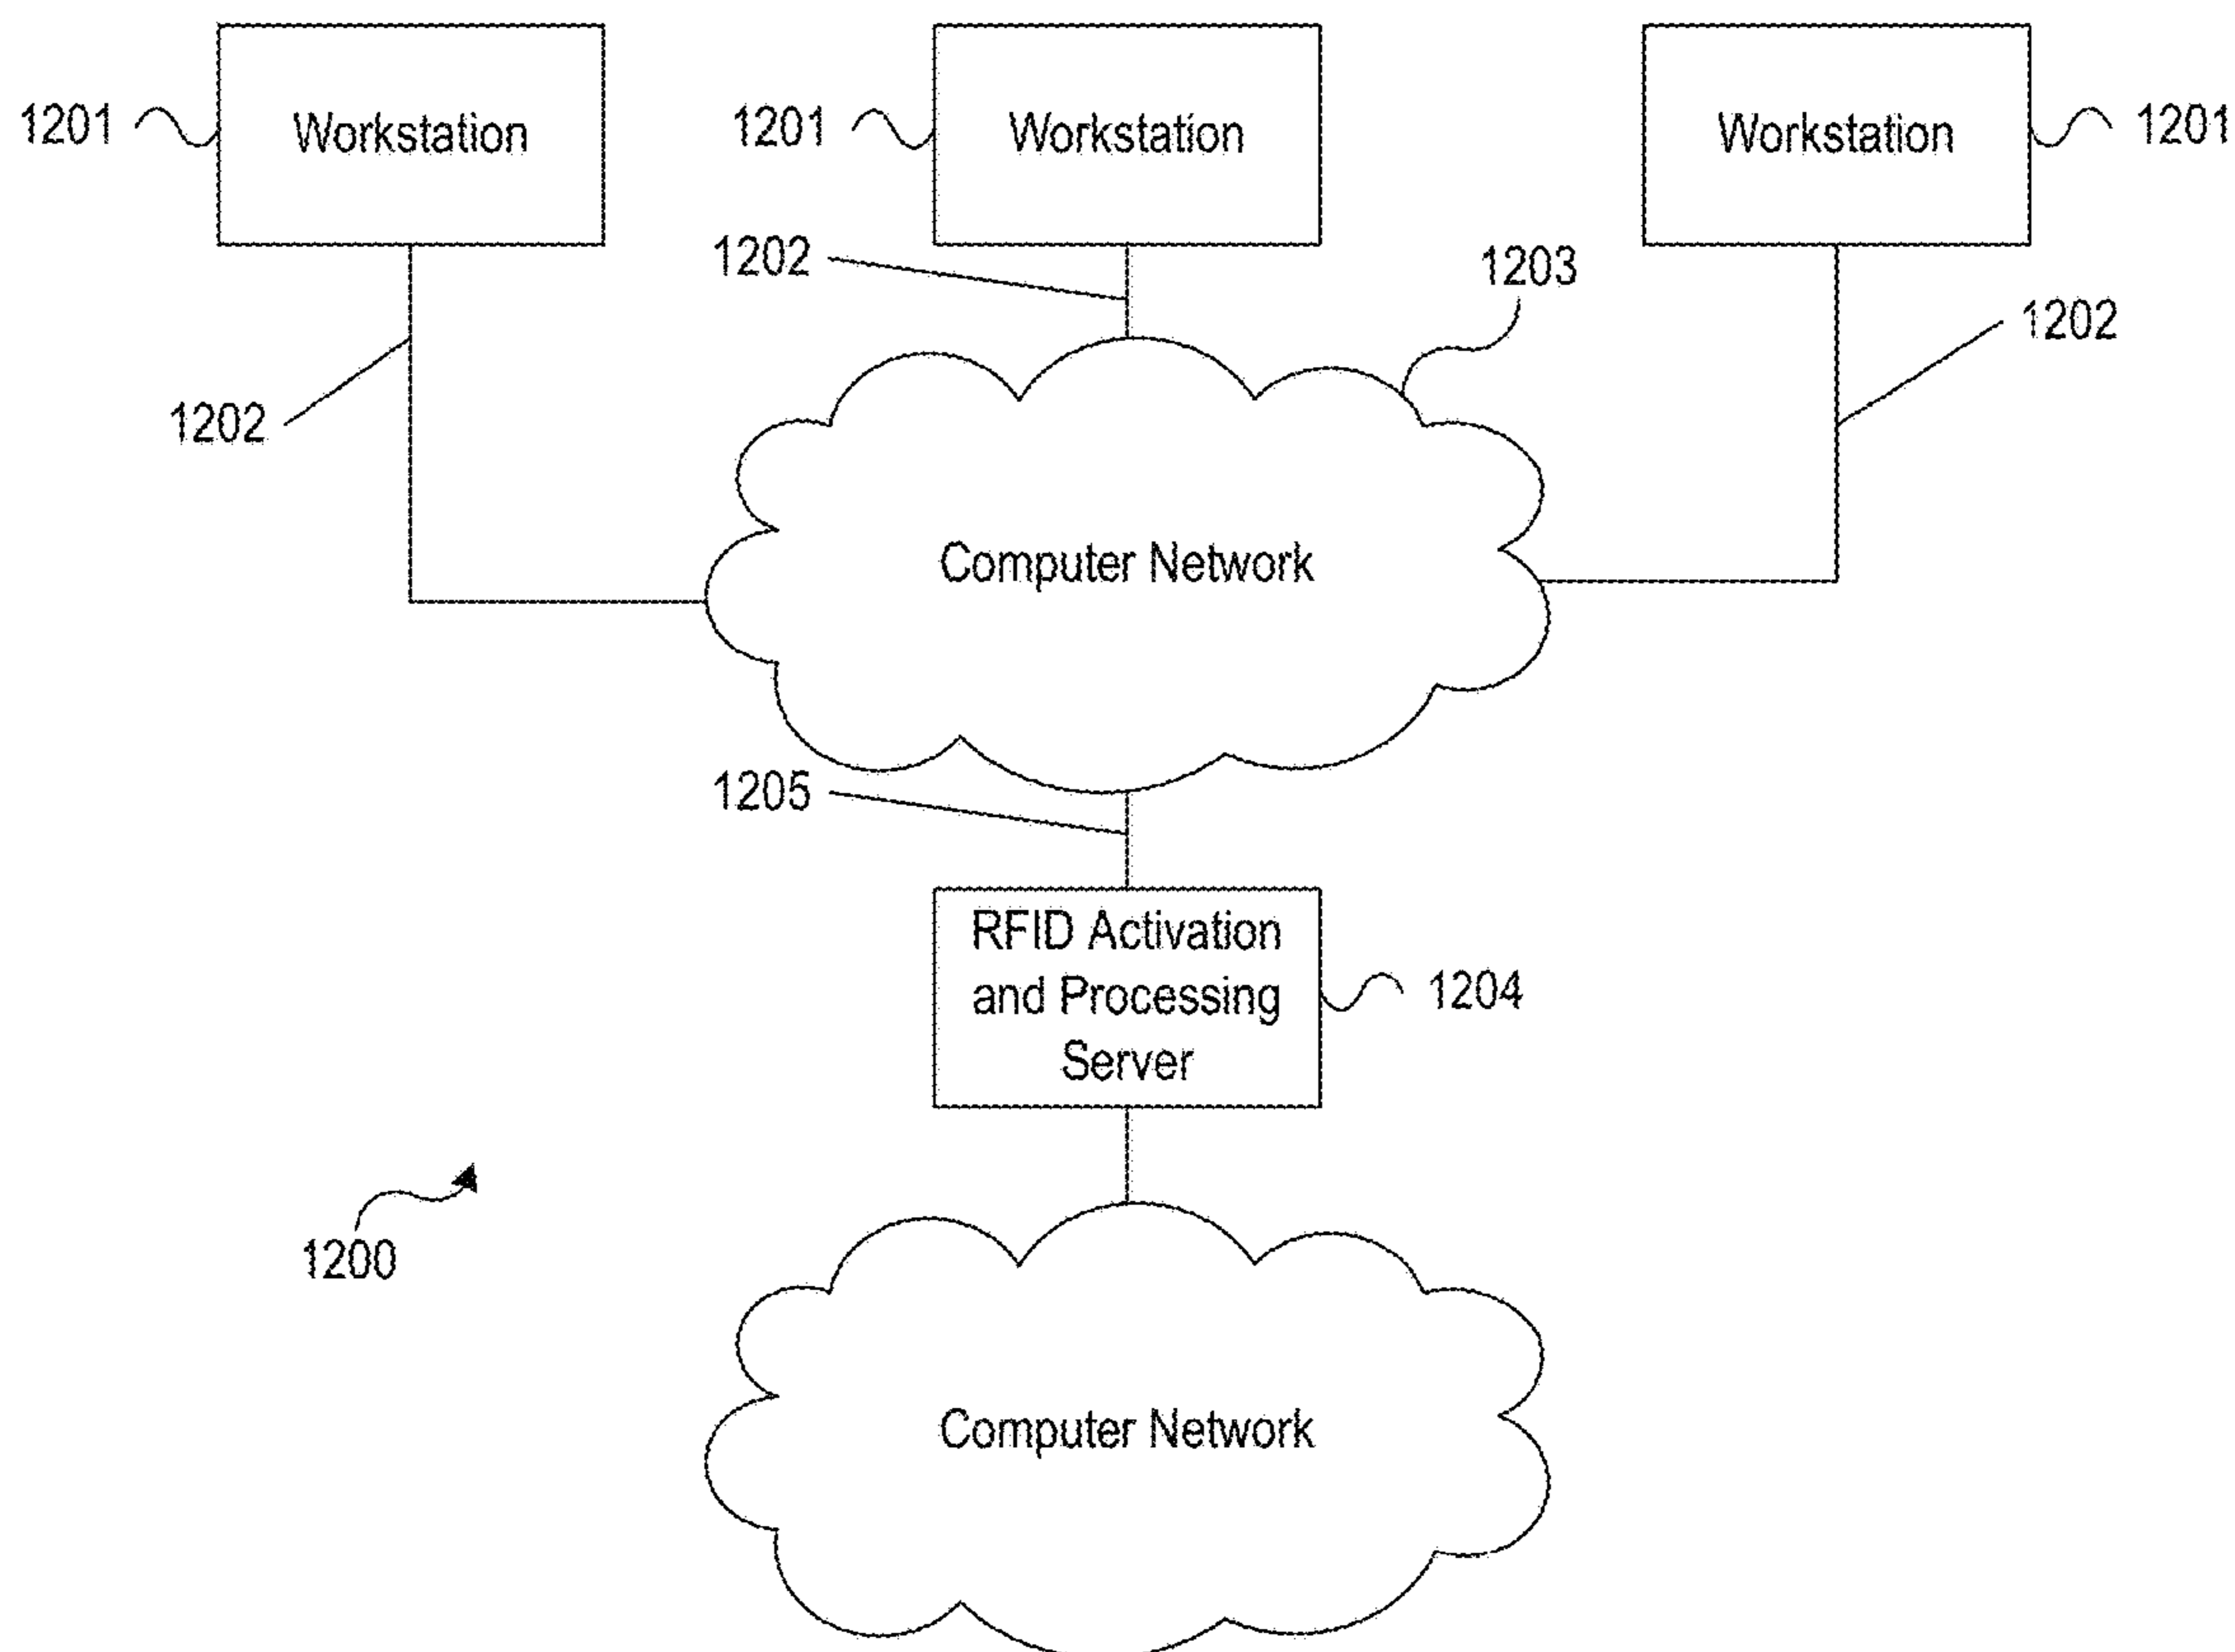 1201
Workstation
1201
Workstation
Workstation
1201
1202
1203
1202
1202
Computer Network
1205
RFID Activation
and Processing
Server
1204
1200
Computer Network